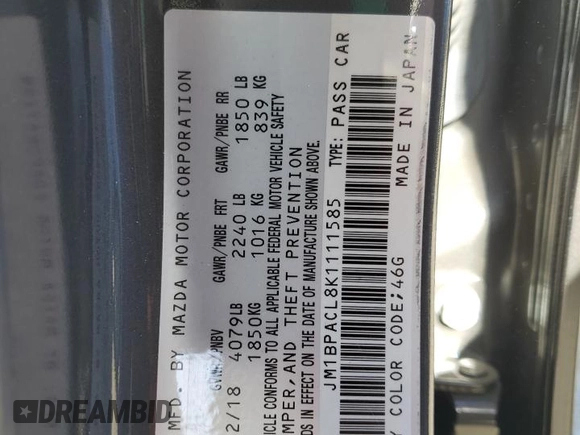 MFD. BY MAZDA MOTOR CORPORATION
GAWR/PNBE FRT GAWR/PNBE RR
2/18 4079LB 2240 LB 1850 LB
1850KG 1016 KG 839 KG
CONFORMS TO ALL APPLICABLE FEDERAL MOTOR VEHICLE SAFETY
AND THEFT PREVENTION
IN EFFECT ON THE DATE OF MANUFACTURE SHOWN ABOVE.
JM1BPACL8K1111585 TYPE: PASS CAR
COLOR CODE;46G MADE IN JAPAN
DREAMBID